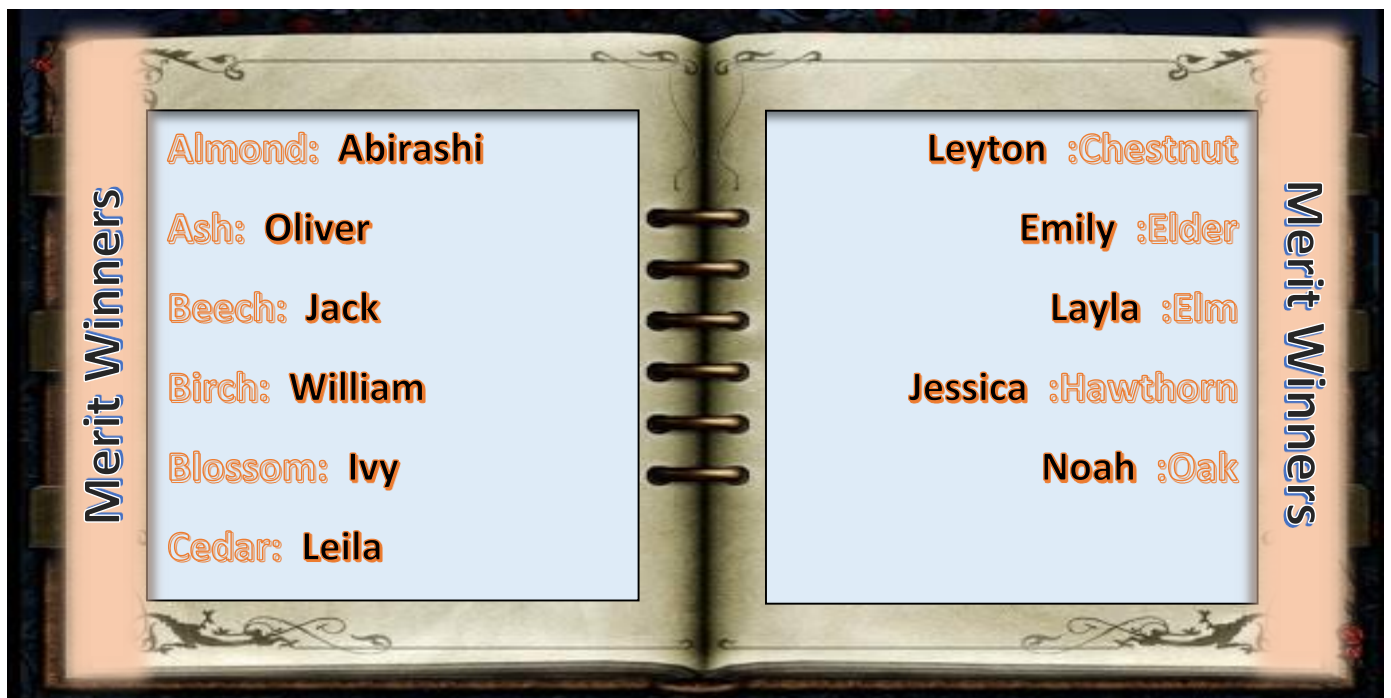 Merit Winners
Almond: Abirashi
Ash: Oliver
Beech: Jack
Birch: William
Blossom: Ivy
Cedar: Leila
Leyton :Chestnut
Emily :Elder
Layla :Elm
Jessica :Hawthorn
Noah :Oak
Merit Winners